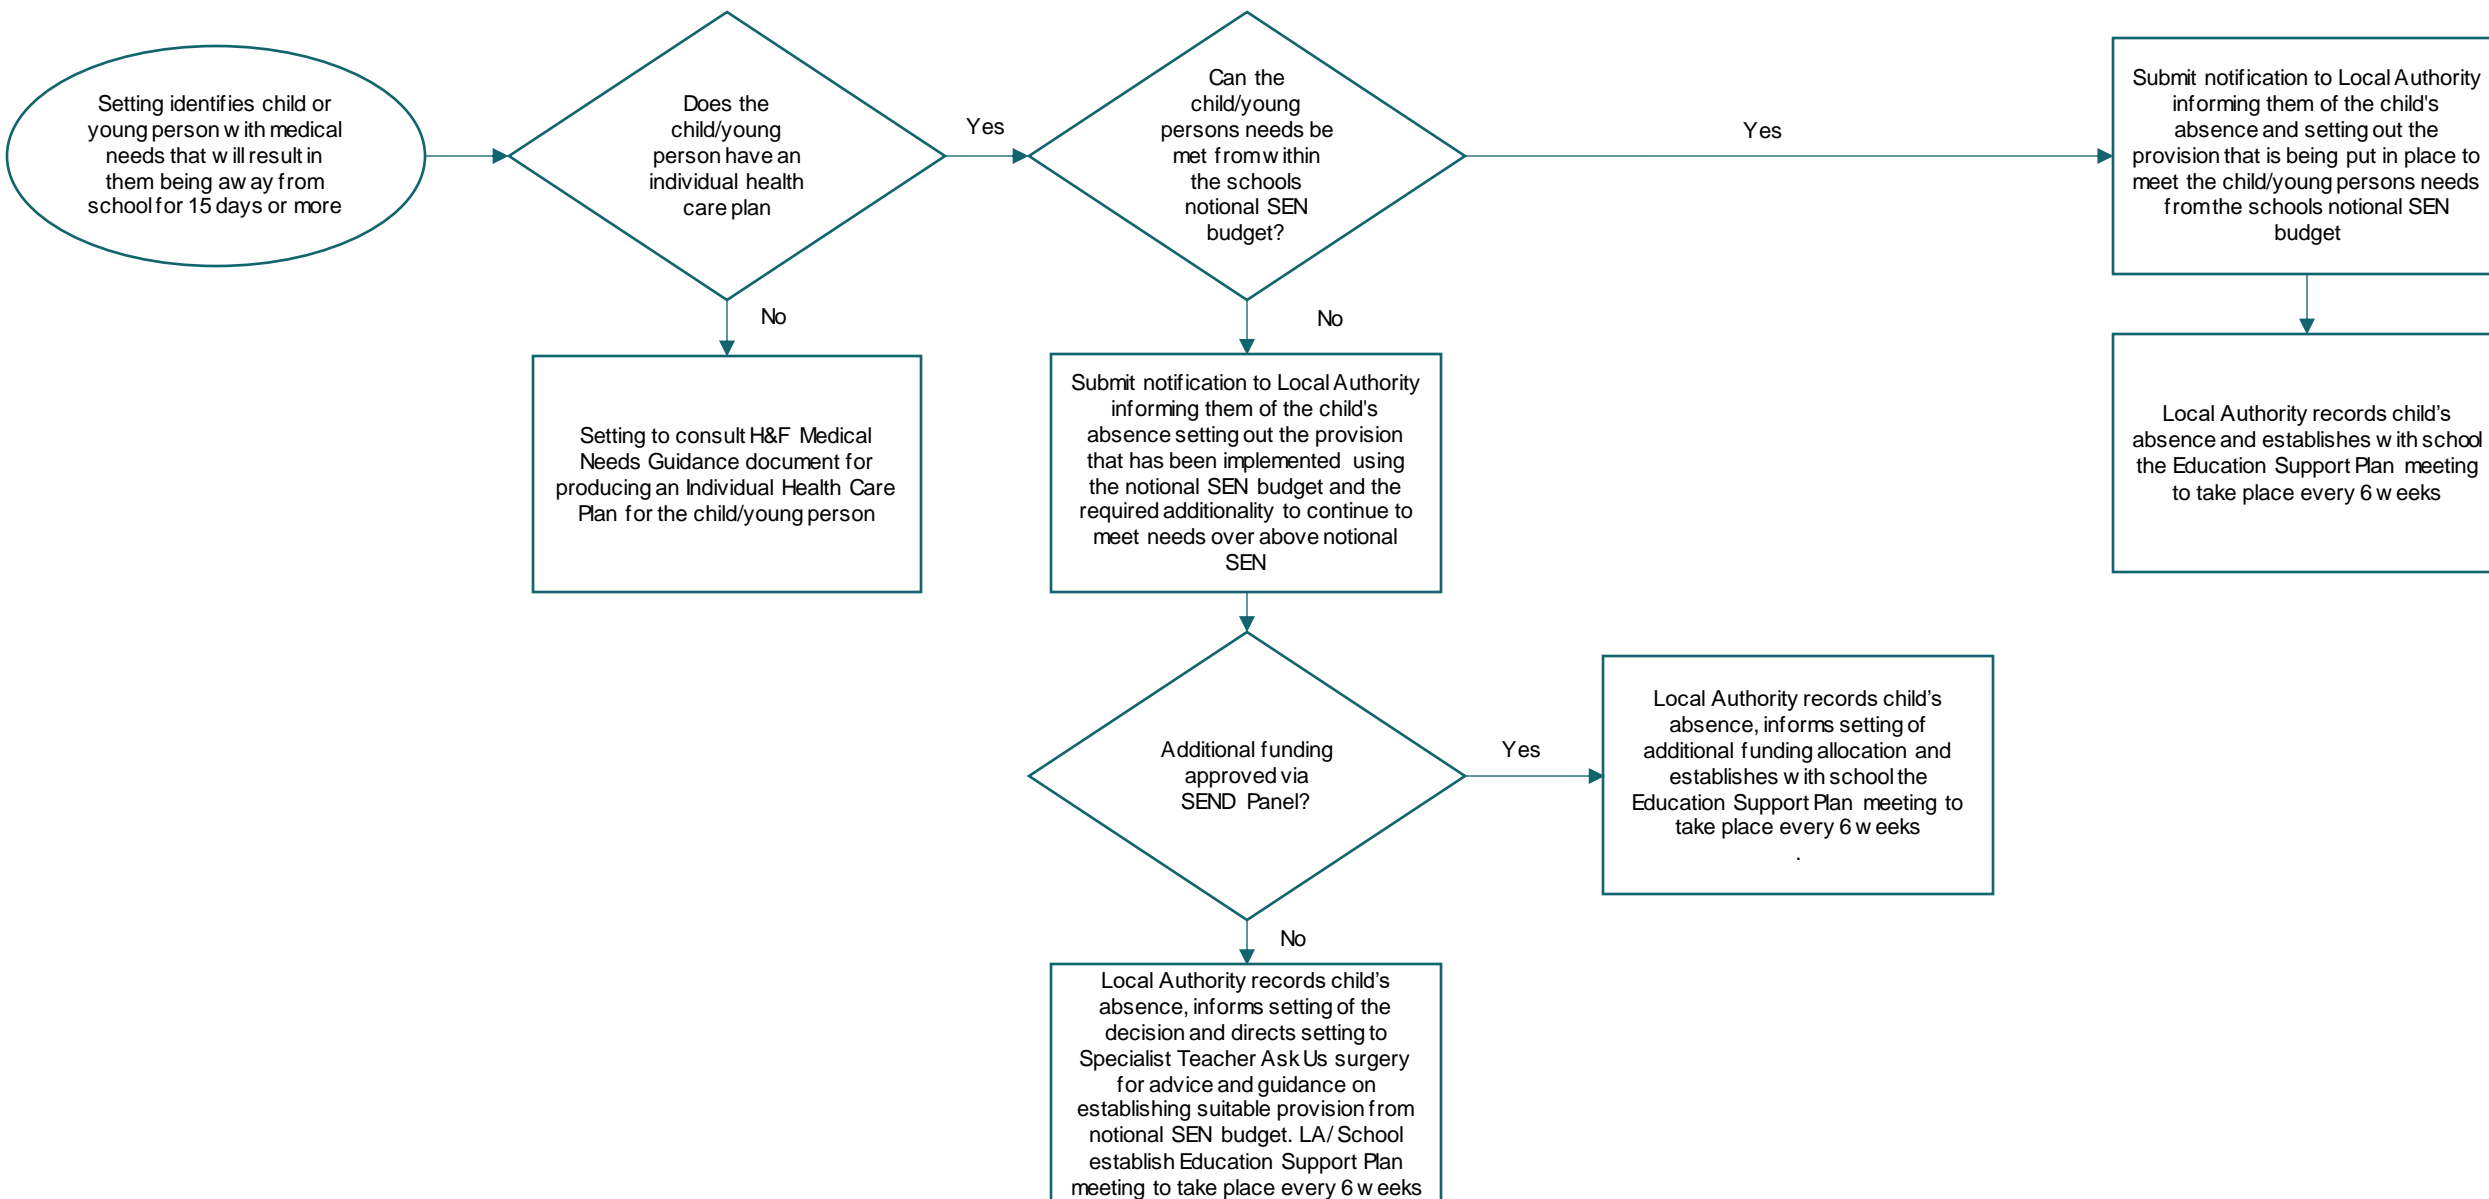 Setting identifies child or
young person with medical
needs that will result in
them being away from
school for 15 days or more
Does the
child/young
person have an
individual health
care plan
Yes
Can the
child/young
persons needs be
met from within
the schools
notional SEN
budget?
Yes
Submit notification to Local Authority
informing them of the child's
absence and setting out the
provision that is being put in place to
meet the child/young persons needs
from the schools notional SEN
budget
No
No
Setting to consult H&F Medical
Needs Guidance document for
producing an Individual Health Care
Plan for the child/young person
Submit notification to Local Authority
informing them of the child's
absence setting out the provision
that has been implemented using
the notional SEN budget and the
required additionality to continue to
meet needs over above notional
SEN
Local Authority records child’s
absence and establishes with school
the Education Support Plan meeting
to take place every 6 weeks
Additional funding
approved via
SEND Panel?
Yes
Local Authority records child’s
absence, informs setting of
additional funding allocation and
establishes with school the
Education Support Plan meeting to
take place every 6 weeks
.
No
Local Authority records child’s
absence, informs setting of the
decision and directs setting to
Specialist Teacher Ask Us surgery
for advice and guidance on
establishing suitable provision from
notional SEN budget. LA/ School
establish Education Support Plan
meeting to take place every 6 weeks